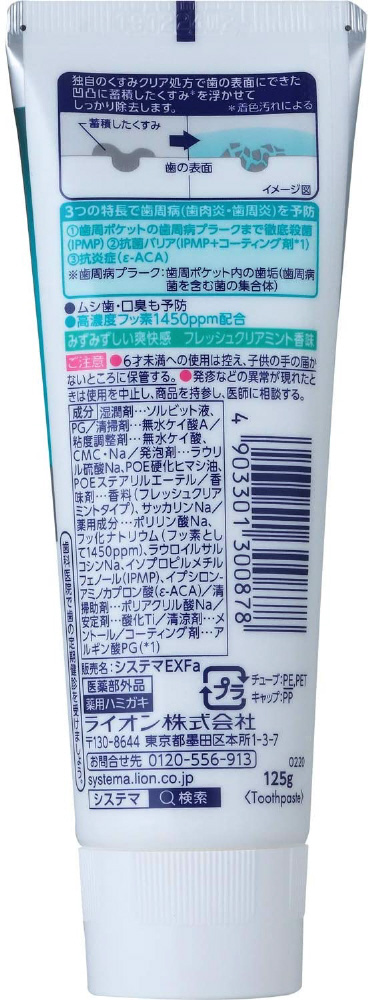 独自のくすみクリア処方で歯の表面にできた
凹凸に蓄積したくすみ*を浮かせて
しっかり除去します。
*着色汚れによる
蓄積したくすみ
歯の表面
イメージ図
3つの特長で歯周病(歯肉炎・歯周炎)を予防
①歯周ポケットの歯周病プラークまで徹底殺菌
(IPMP)②抗菌バリア(IPMP+コーティング剤*1)
③抗炎症(ε-ACA)
※歯周病プラーク：歯周ポケット内の歯垢(歯周病
菌を含む菌の集合体)
●ムシ歯・口臭も予防
●高濃度フッ素1450ppm配合
みずみずしい爽快感 フレッシュクリアミント香味
ご注意 ●6才未満への使用は控え、子供の手の届か
ないところに保管する。●発疹などの異常が現れたと
きは使用を中止し、商品を持参し、医師に相談する。
成分 湿潤剤…ソルビット液、
PG/清掃剤…無水ケイ酸A/
粘度調整剤…無水ケイ酸、
CMC・Na/発泡剤…ラウリ
ル硫酸Na、POE硬化ヒマシ油、
POEステアリルエーテル/香
味剤…香料(フレッシュクリア
ミントタイプ)、サッカリンNa/
薬用成分…ポリリン酸Na、
フッ化ナトリウム(フッ素とし
て1450ppm)、ラウロイルサル
コシンNa、イソプロピルメチル
フェノール(IPMP)、イプシロン-
アミノカプロン酸(ε-ACA)/清
掃助剤…ポリアクリル酸Na/
安定剤…酸化Ti/清涼剤…メ
ントール/コーティング剤…ア
ルギン酸PG(*1)
4 903301 300878
歯科医院で歯の定期健診を受けましょう。
販売名：システマEXFa
医薬部外品
薬用ハミガキ
プラ
チューブ:PE,PET
キャップ:PP
ライオン株式会社
〒130-8644 東京都墨田区本所1-3-7
お問合せ先 0120-556-913
0220
systema.lion.co.jp
125g
システマ 検索
〈Toothpaste〉